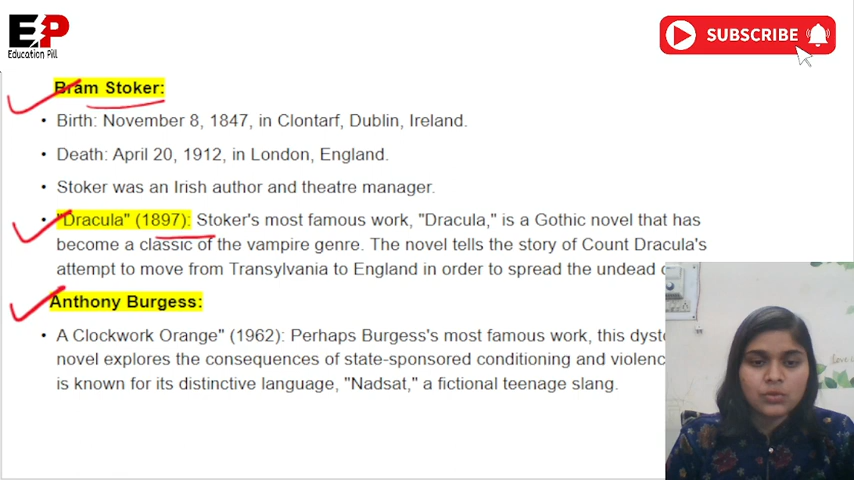 EP
Education Pill
SUBSCRIBE
Bram Stoker:
• Birth: November 8, 1847, in Clontarf, Dublin, Ireland.
• Death: April 20, 1912, in London, England.
• Stoker was an Irish author and theatre manager.
• "Dracula" (1897): Stoker's most famous work, "Dracula," is a Gothic novel that has
become a classic of the vampire genre. The novel tells the story of Count Dracula's
attempt to move from Transylvania to England in order to spread the undead
Anthony Burgess:
• A Clockwork Orange" (1962): Perhaps Burgess's most famous work, this
novel explores the consequences of state-sponsored conditioning and
is known for its distinctive language, "Nadsat," a fictional teenage slang.